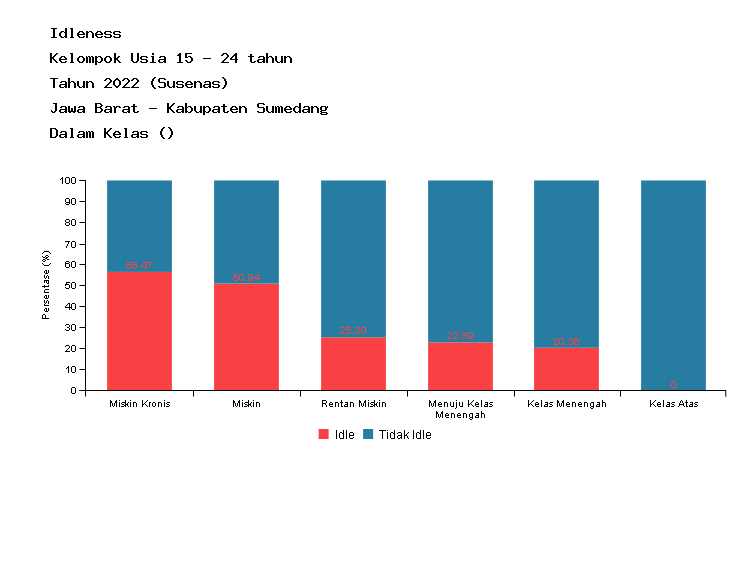 Idleness
Kelompok Usia 15 - 24 tahun
Tahun 2022 (Susenas)
Jawa Barat - Kabupaten Sumedang
Dalam Kelas ()
Persentase (%)
100
90
80
70
60
50
40
30
20
10
0
56.47
50.94
25.30
22.69
20.36
0
Miskin Kronis
Miskin
Rentan Miskin
Menuju Kelas
Menengah
Kelas Menengah
Kelas Atas
Idle
Tidak Idle